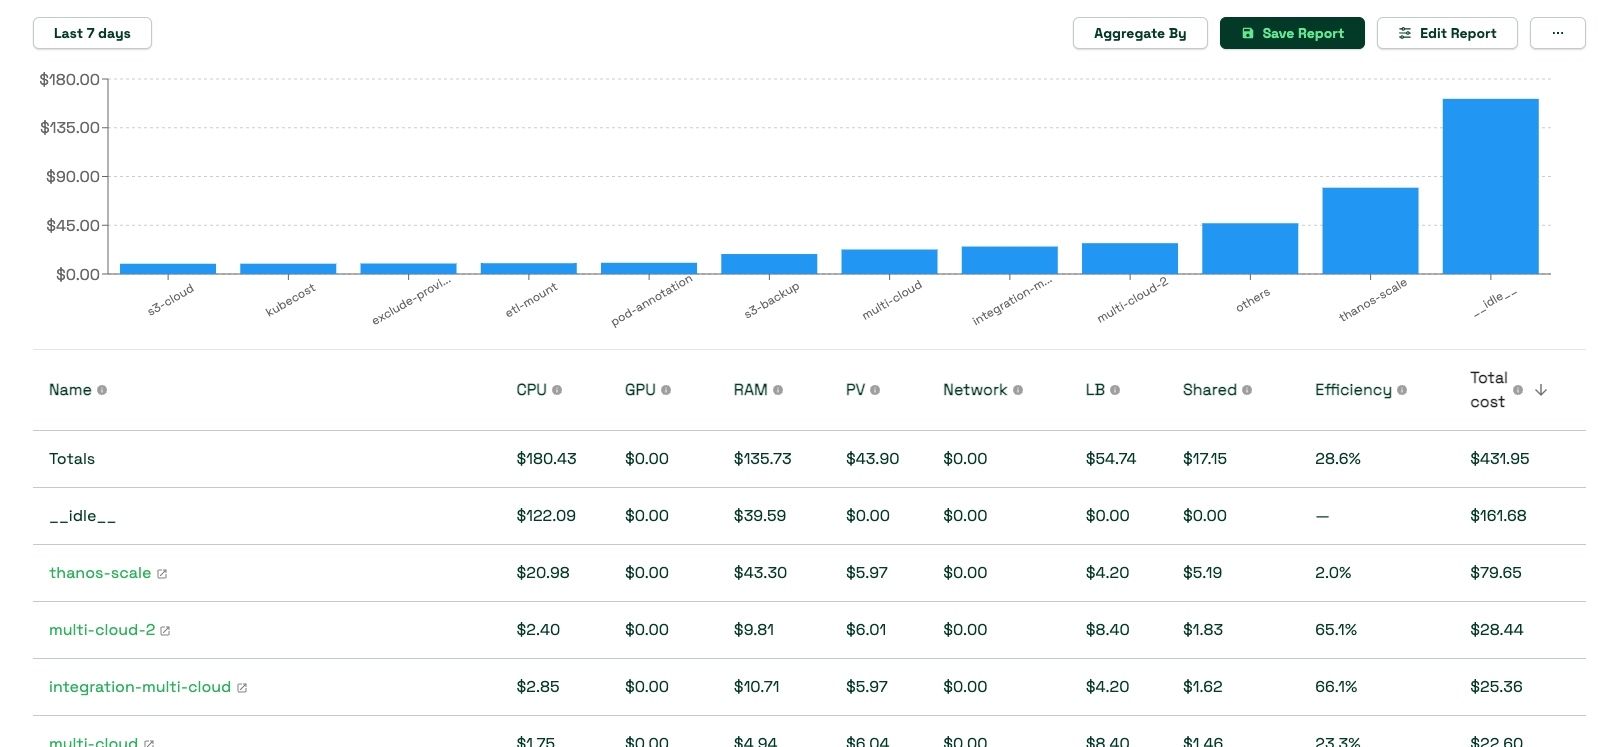 Last 7 days
Aggregate By
Save Report
Edit Report
...
$180.00
$135.00
$90.00
$45.00
$0.00
s3-cloud
kubecost
exclude-provi...
etl-mount
pod-annotation
s3-backup
multi-cloud
integration-m...
multi-cloud-2
others
thanos-scale
__idle__
Name CPU GPU RAM PV Network LB Shared Efficiency Total cost
Totals $180.43 $0.00 $135.73 $43.90 $0.00 $54.74 $17.15 28.6% $431.95
__idle__ $122.09 $0.00 $39.59 $0.00 $0.00 $0.00 $0.00 — $161.68
thanos-scale $20.98 $0.00 $43.30 $5.97 $0.00 $4.20 $5.19 2.0% $79.65
multi-cloud-2 $2.40 $0.00 $9.81 $6.01 $0.00 $8.40 $1.83 65.1% $28.44
integration-multi-cloud $2.85 $0.00 $10.71 $5.97 $0.00 $4.20 $1.62 66.1% $25.36
multi-cloud $1.75 $0.00 $4.94 $6.04 $0.00 $8.40 $1.46 23.3% $22.60